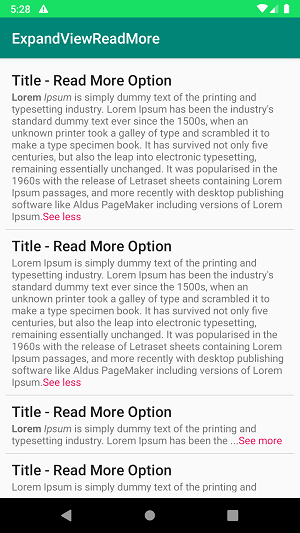 5:28
ExpandViewReadMore
Title - Read More Option
Lorem Ipsum is simply dummy text of the printing and
typesetting industry. Lorem Ipsum has been the industry's
standard dummy text ever since the 1500s, when an
unknown printer took a galley of type and scrambled it to
make a type specimen book. It has survived not only five
centuries, but also the leap into electronic typesetting,
remaining essentially unchanged. It was popularised in the
1960s with the release of Letraset sheets containing Lorem
Ipsum passages, and more recently with desktop publishing
software like Aldus PageMaker including versions of Lorem
Ipsum.See less
Title - Read More Option
Lorem Ipsum is simply dummy text of the printing and
typesetting industry. Lorem Ipsum has been the industry's
standard dummy text ever since the 1500s, when an
unknown printer took a galley of type and scrambled it to
make a type specimen book. It has survived not only five
centuries, but also the leap into electronic typesetting,
remaining essentially unchanged. It was popularised in the
1960s with the release of Letraset sheets containing Lorem
Ipsum passages, and more recently with desktop publishing
software like Aldus PageMaker including versions of Lorem
Ipsum.See less
Title - Read More Option
Lorem Ipsum is simply dummy text of the printing and
typesetting industry. Lorem Ipsum has been the ...See more
Title - Read More Option
Lorem Ipsum is simply dummy text of the printing and